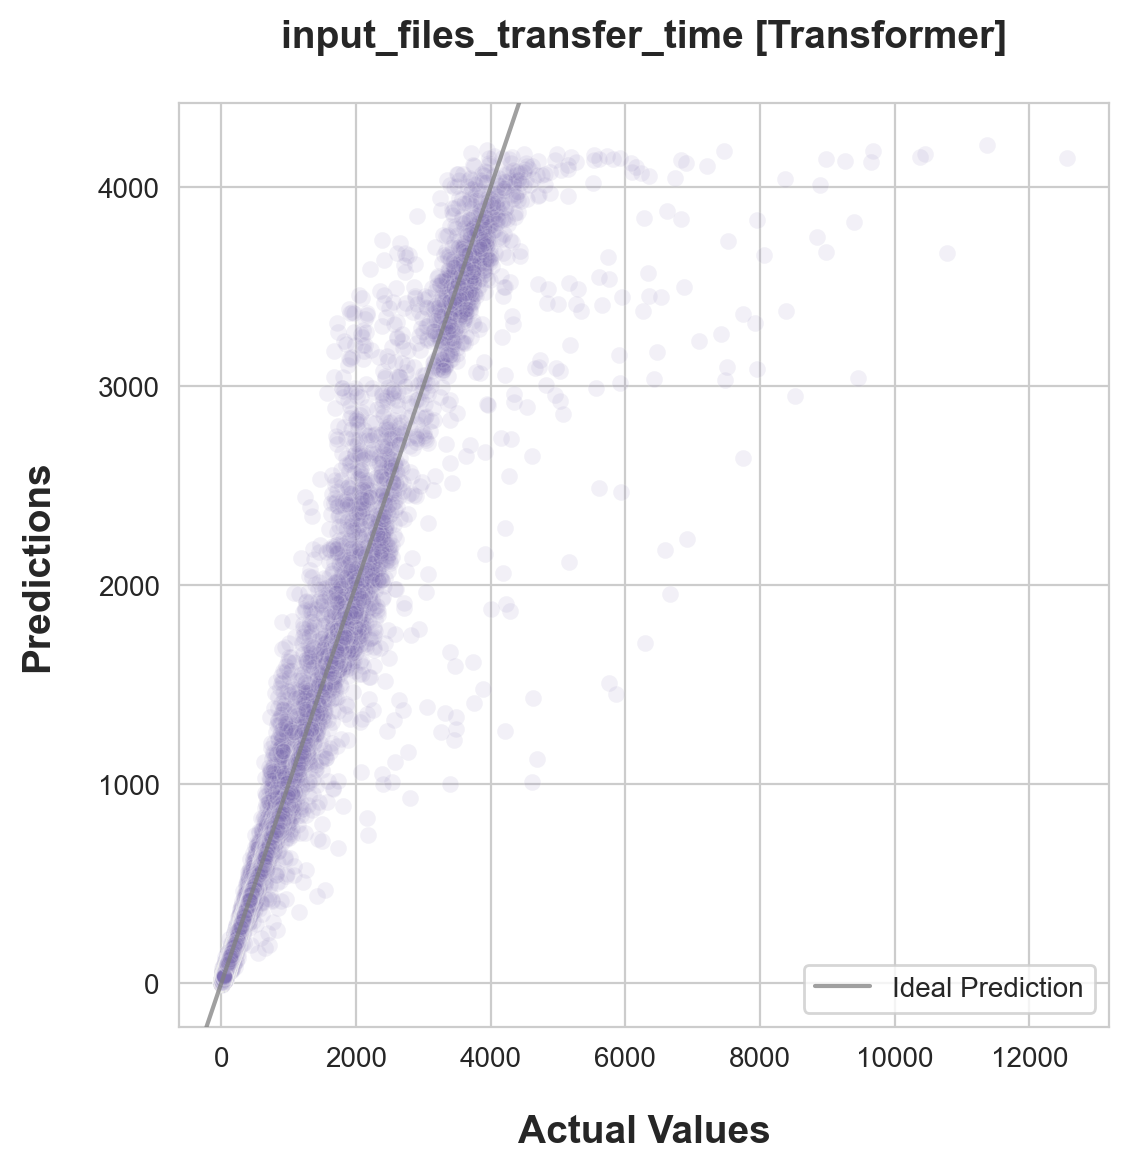 input_files_transfer_time [Transformer]
4000
3000
2000
1000
0
Predictions
Ideal Prediction
0 2000 4000 6000 8000 10000 12000
Actual Values